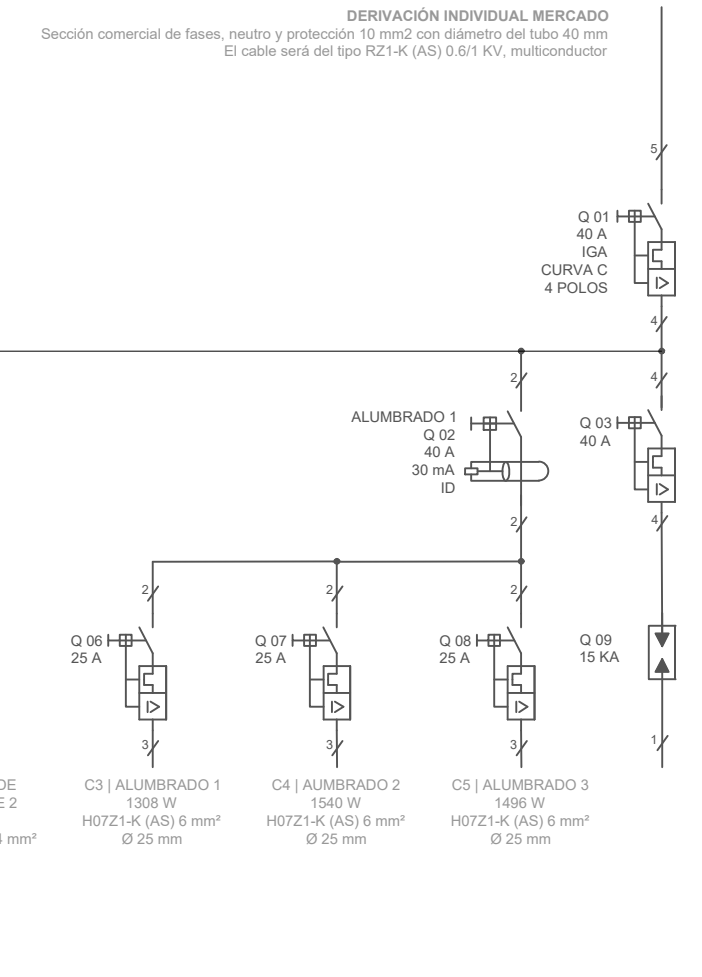 DERIVACIÓN INDIVIDUAL MERCADO
Sección comercial de fases, neutro y protección 10 mm2 con diámetro del tubo 40 mm
El cable será del tipo RZ1-K (AS) 0.6/1 KV, multiconductor
5
Q 01
40 A
IGA
CURVA C
4 POLOS
4
2
4
ALUMBRADO 1
Q 02
40 A
30 mA
ID
Q 03
40 A
2
4
2
2
2
Q 06
25 A
Q 07
25 A
Q 08
25 A
Q 09
15 KA
3
3
3
1
DE
E 2
mm²
C3 | ALUMBRADO 1
1308 W
H07Z1-K (AS) 6 mm²
Ø 25 mm
C4 | AUMBRADO 2
1540 W
H07Z1-K (AS) 6 mm²
Ø 25 mm
C5 | ALUMBRADO 3
1496 W
H07Z1-K (AS) 6 mm²
Ø 25 mm